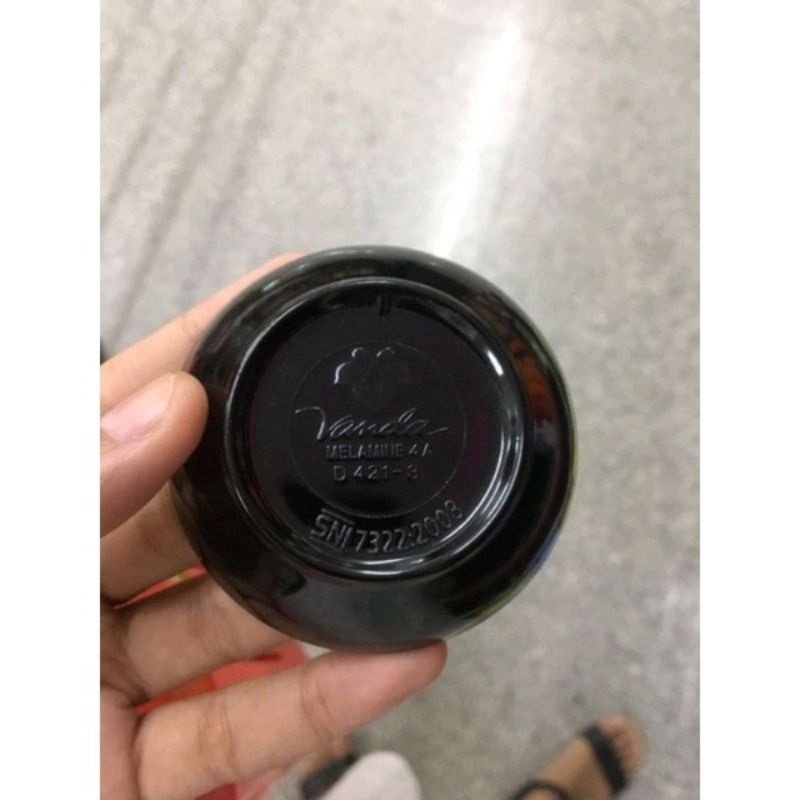 Vanda
MELAMINE 4A
D 421-3
SNI 7322:2008